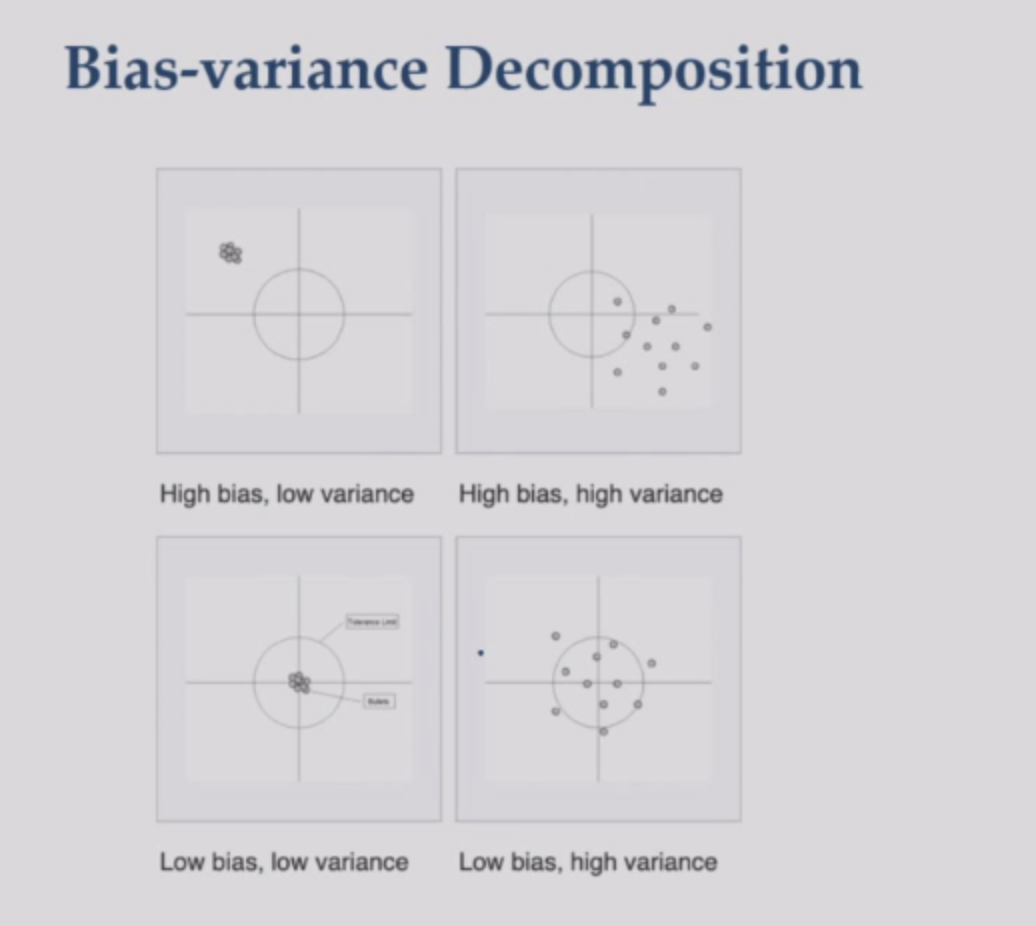 Bias-variance Decomposition
High bias, low variance
High bias, high variance
Tolerance Limit
Bullets
Low bias, low variance
Low bias, high variance